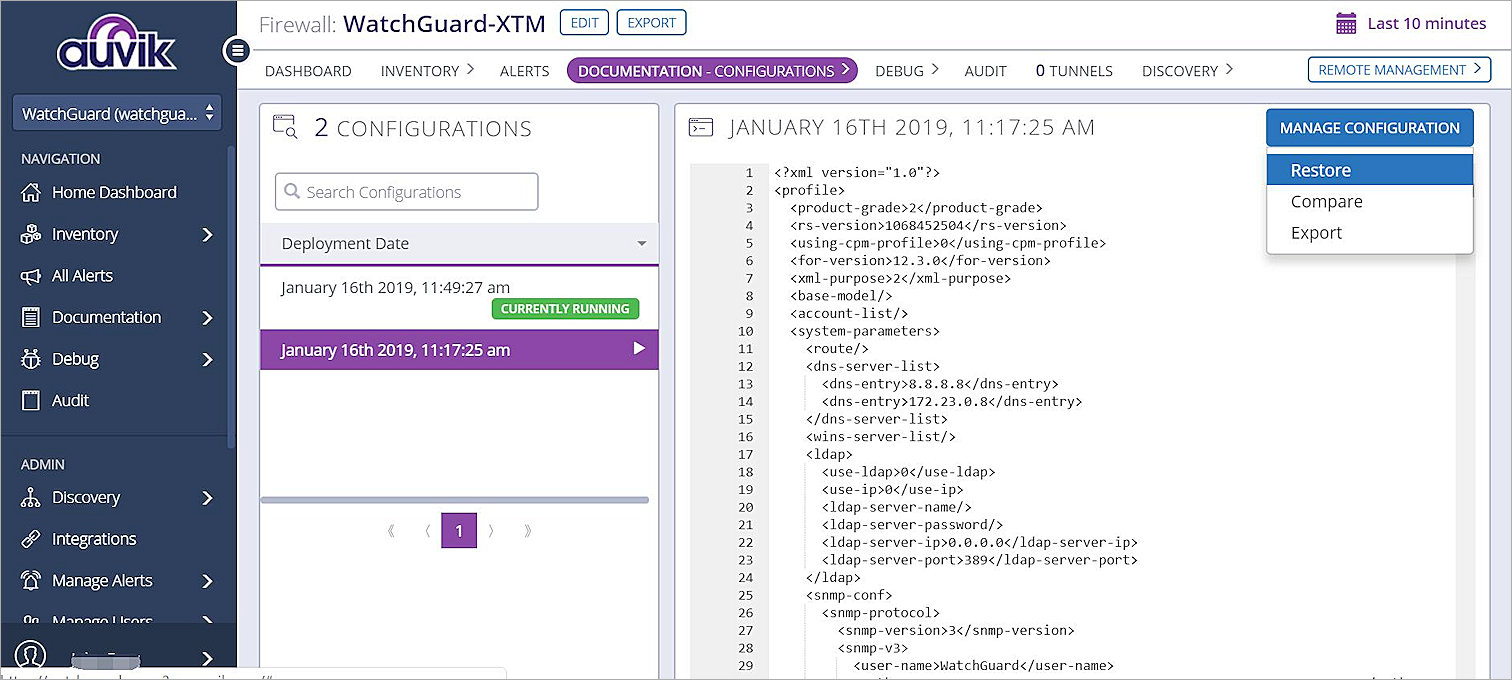 auvik
WatchGuard (watchgua...
NAVIGATION
Home Dashboard
Inventory
All Alerts
Documentation
Debug
Audit
ADMIN
Discovery
Integrations
Manage Alerts
Manage Users
Firewall: WatchGuard-XTM
EDIT
EXPORT
Last 10 minutes
DASHBOARD
INVENTORY
ALERTS
DOCUMENTATION - CONFIGURATIONS
DEBUG
AUDIT
0 TUNNELS
DISCOVERY
REMOTE MANAGEMENT
2 CONFIGURATIONS
Search Configurations
Deployment Date
January 16th 2019, 11:49:27 am
CURRENTLY RUNNING
January 16th 2019, 11:17:25 am
《 〈 1 〉 》
JANUARY 16TH 2019, 11:17:25 AM
MANAGE CONFIGURATION
Restore
Compare
Export
1 <?xml version="1.0"?>
2 <profile>
3 <product-grade>2</product-grade>
4 <rs-version>1068452504</rs-version>
5 <using-cpm-profile>0</using-cpm-profile>
6 <for-version>12.3.0</for-version>
7 <xml-purpose>2</xml-purpose>
8 <base-model/>
9 <account-list/>
10 <system-parameters>
11 <route/>
12 <dns-server-list>
13 <dns-entry>8.8.8.8</dns-entry>
14 <dns-entry>172.23.0.8</dns-entry>
15 </dns-server-list>
16 <wins-server-list/>
17 <ldap>
18 <use-ldap>0</use-ldap>
19 <use-ip>0</use-ip>
20 <ldap-server-name/>
21 <ldap-server-password/>
22 <ldap-server-ip>0.0.0.0</ldap-server-ip>
23 <ldap-server-port>389</ldap-server-port>
24 </ldap>
25 <snmp-conf>
26 <snmp-protocol>
27 <snmp-version>3</snmp-version>
28 <snmp-v3>
29 <user-name>WatchGuard</user-name>